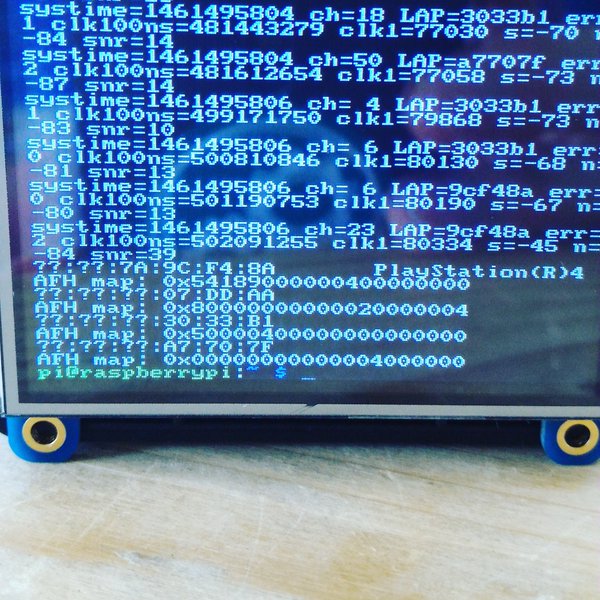 systime=1461495804 ch=18 LAP=3033b1 err
1 clk100ns=481443279 clk1=77030 s=-70 n
-84 snr=14
systime=1461495804 ch=50 LAP=a7707f err
2 clk100ns=481612654 clk1=77058 s=-73 n
-87 snr=14
systime=1461495806 ch= 4 LAP=3033b1 err
1 clk100ns=499171750 clk1=79868 s=-73 n
-83 snr=10
systime=1461495806 ch= 6 LAP=3033b1 err=
0 clk100ns=500810846 clk1=80130 s=-68 n=
-81 snr=13
systime=1461495806 ch= 6 LAP=9cf48a err=
0 clk100ns=501190753 clk1=80190 s=-67 n=
-80 snr=13
systime=1461495806 ch=23 LAP=9cf48a err=
2 clk100ns=502091255 clk1=80334 s=-45 n=
-84 snr=39
??:??:7A:9C:F4:8A PlayStation(R)4
AFH map: 0x54189000000400000000
??:??:??:07:DD:AA
AFH map: 0x80000000000020000004
??:??:??:30:33:B1
AFH map: 0x55000400000000000000
??:??:??:A7:70:7F
AFH map: 0x00000000000004000000
pi@raspberrypi:~ $ _